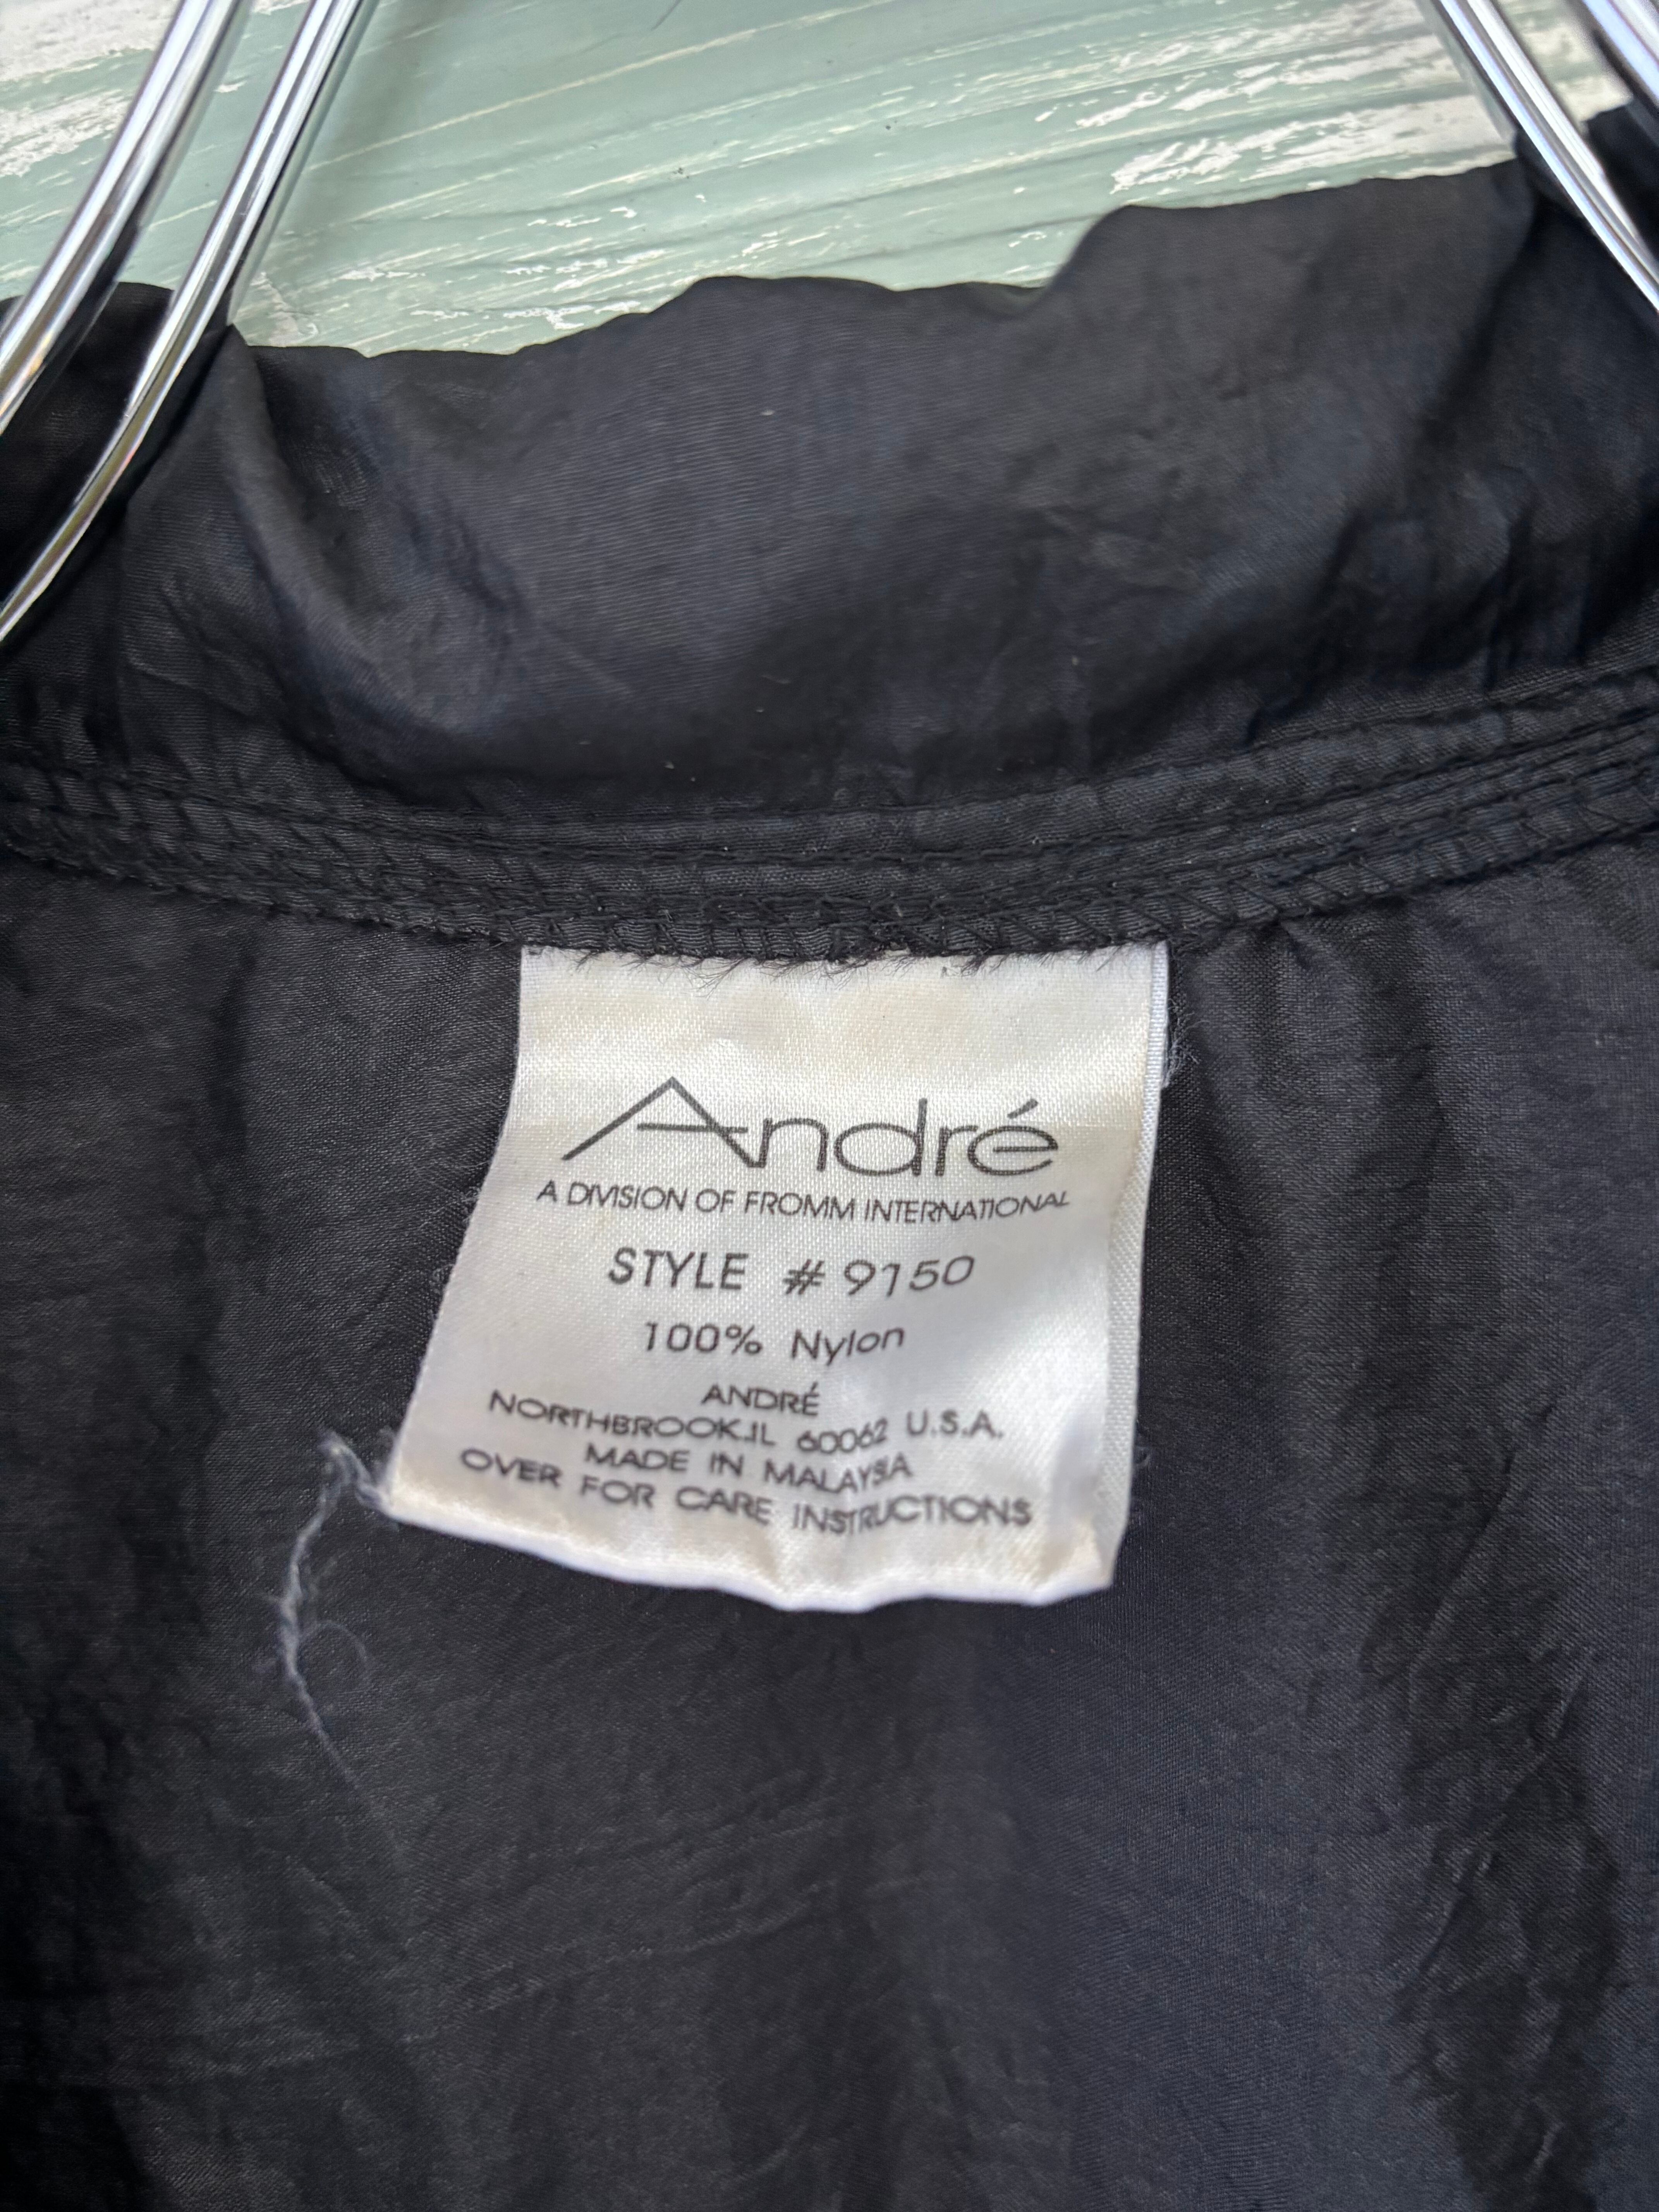 André
A DIVISION OF FROMM INTERNATIONAL
STYLE # 9150
100% Nylon
ANDRÉ
NORTHBROOK.IL 60062 U.S.A.
MADE IN MALAYSIA
OVER FOR CARE INSTRUCTIONS